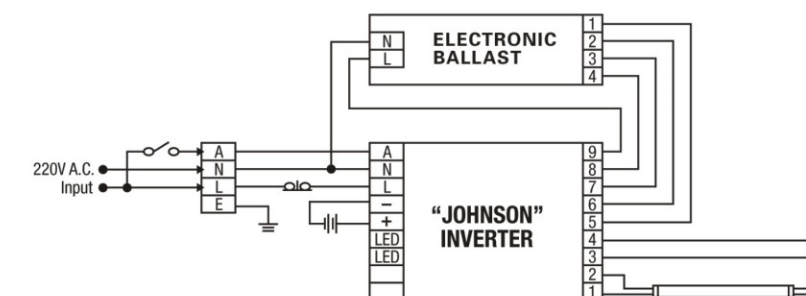 N
L
ELECTRONIC
BALLAST
1
2
3
4
220V A.C.
Input
A
N
L
E
A
N
L
–
+
LED
LED
"JOHNSON"
INVERTER
9
8
7
6
5
4
3
2
1